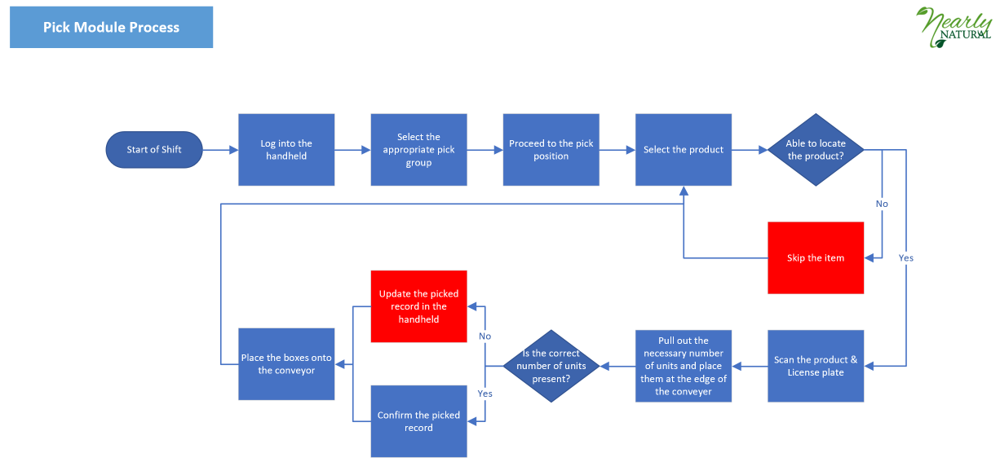 Pick Module Process
Nearly
NATURAL
Start of Shift
Log into the
handheld
Select the
appropriate pick
group
Proceed to the pick
position
Select the product
Able to locate
the product?
No
Yes
Skip the item
Scan the product &
License plate
Pull out the
necessary number
of units and place
them at the edge of
the conveyer
Is the correct
number of units
present?
No
Yes
Update the picked
record in the
handheld
Confirm the picked
record
Place the boxes onto
the conveyor